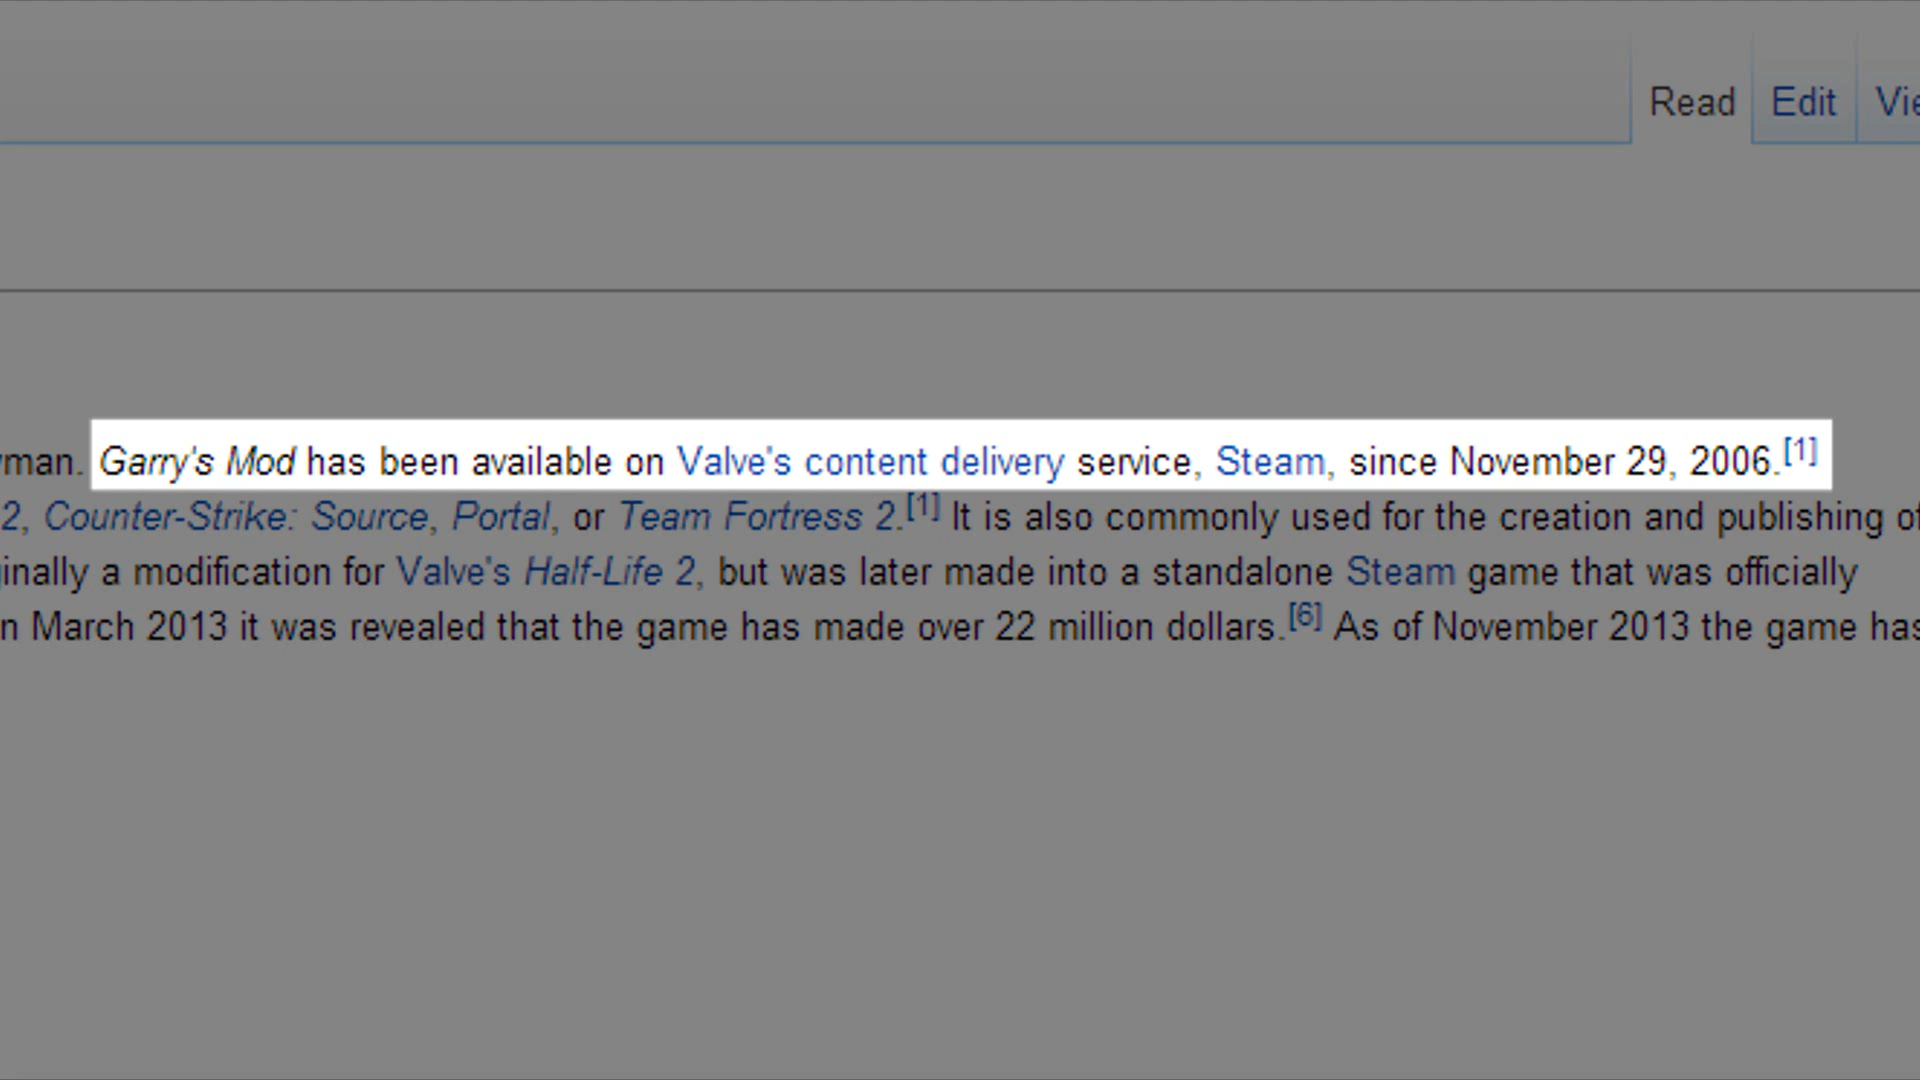 Read Edit
man. Garry's Mod has been available on Valve's content delivery service, Steam, since November 29, 2006.[1]
2, Counter-Strike: Source, Portal, or Team Fortress 2.[1] It is also commonly used for the creation and publishing of
inally a modification for Valve's Half-Life 2, but was later made into a standalone Steam game that was officially
n March 2013 it was revealed that the game has made over 22 million dollars.[6] As of November 2013 the game has